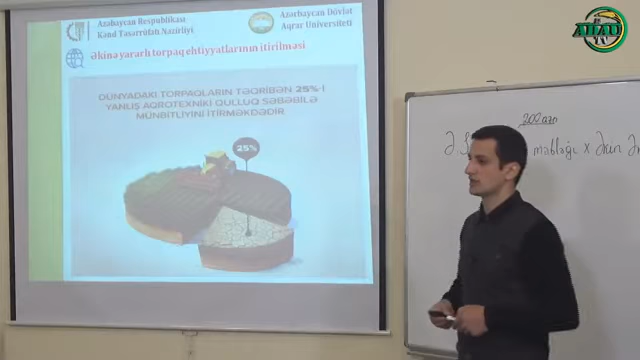 Azərbaycan Respublikası
Kənd Təsərrüfatı Nazirliyi
Azərbaycan Dövlət
Aqrar Universiteti
Əkinə yararlı torpaq ehtiyyatlarının itirilməsi
DÜNYADAKI TORPAQLARIN TƏQRİBƏN 25%-İ
YANLIŞ AQROTEXNİKİ QULLUQ SƏBƏBİLƏ
MÜNBİTLİYİNİ İTİRMƏKDƏDİR.
25%
ADAU
200 azn
məbləği x Əkin